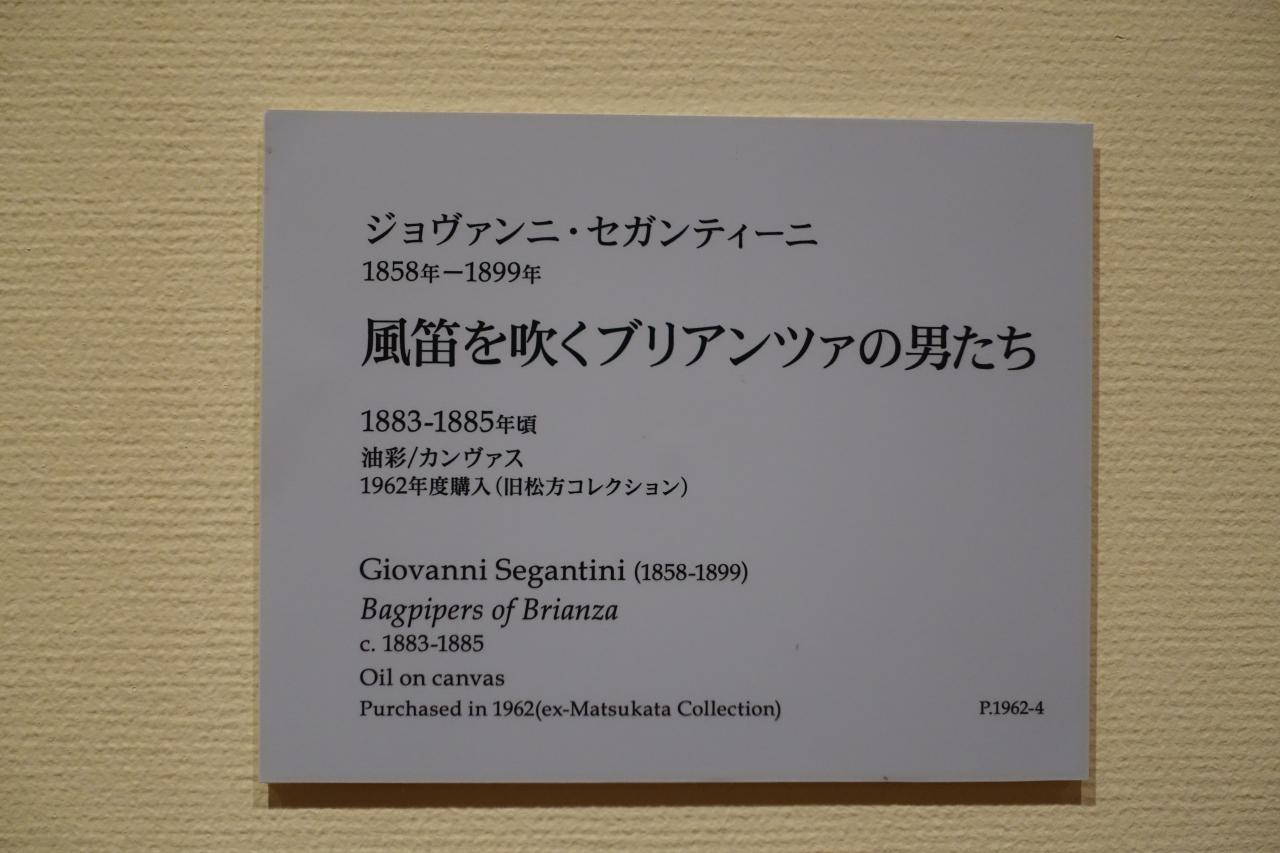 ジョヴァンニ・セガンティーニ
1858年－1899年
風笛を吹くブリアンツァの男たち
1883-1885年頃
油彩/カンヴァス
1962年度購入（旧松方コレクション）
Giovanni Segantini (1858-1899)
Bagpipers of Brianza
c. 1883-1885
Oil on canvas
Purchased in 1962(ex-Matsukata Collection)
P.1962-4